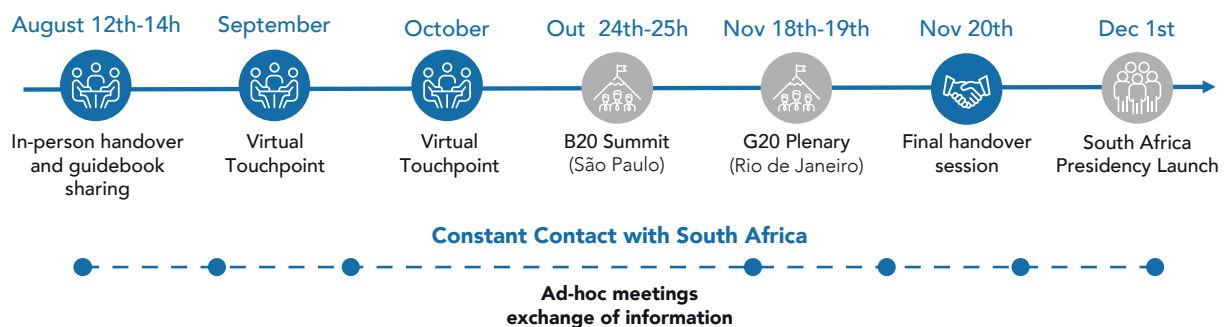 August 12th-14h
September
October
Out 24th-25h
Nov 18th-19th
Nov 20th
Dec 1st
In-person handover
and guidebook
sharing
Virtual
Touchpoint
Virtual
Touchpoint
B20 Summit
(São Paulo)
G20 Plenary
(Rio de Janeiro)
Final handover
session
South Africa
Presidency Launch
Constant Contact with South Africa
Ad-hoc meetings
exchange of information